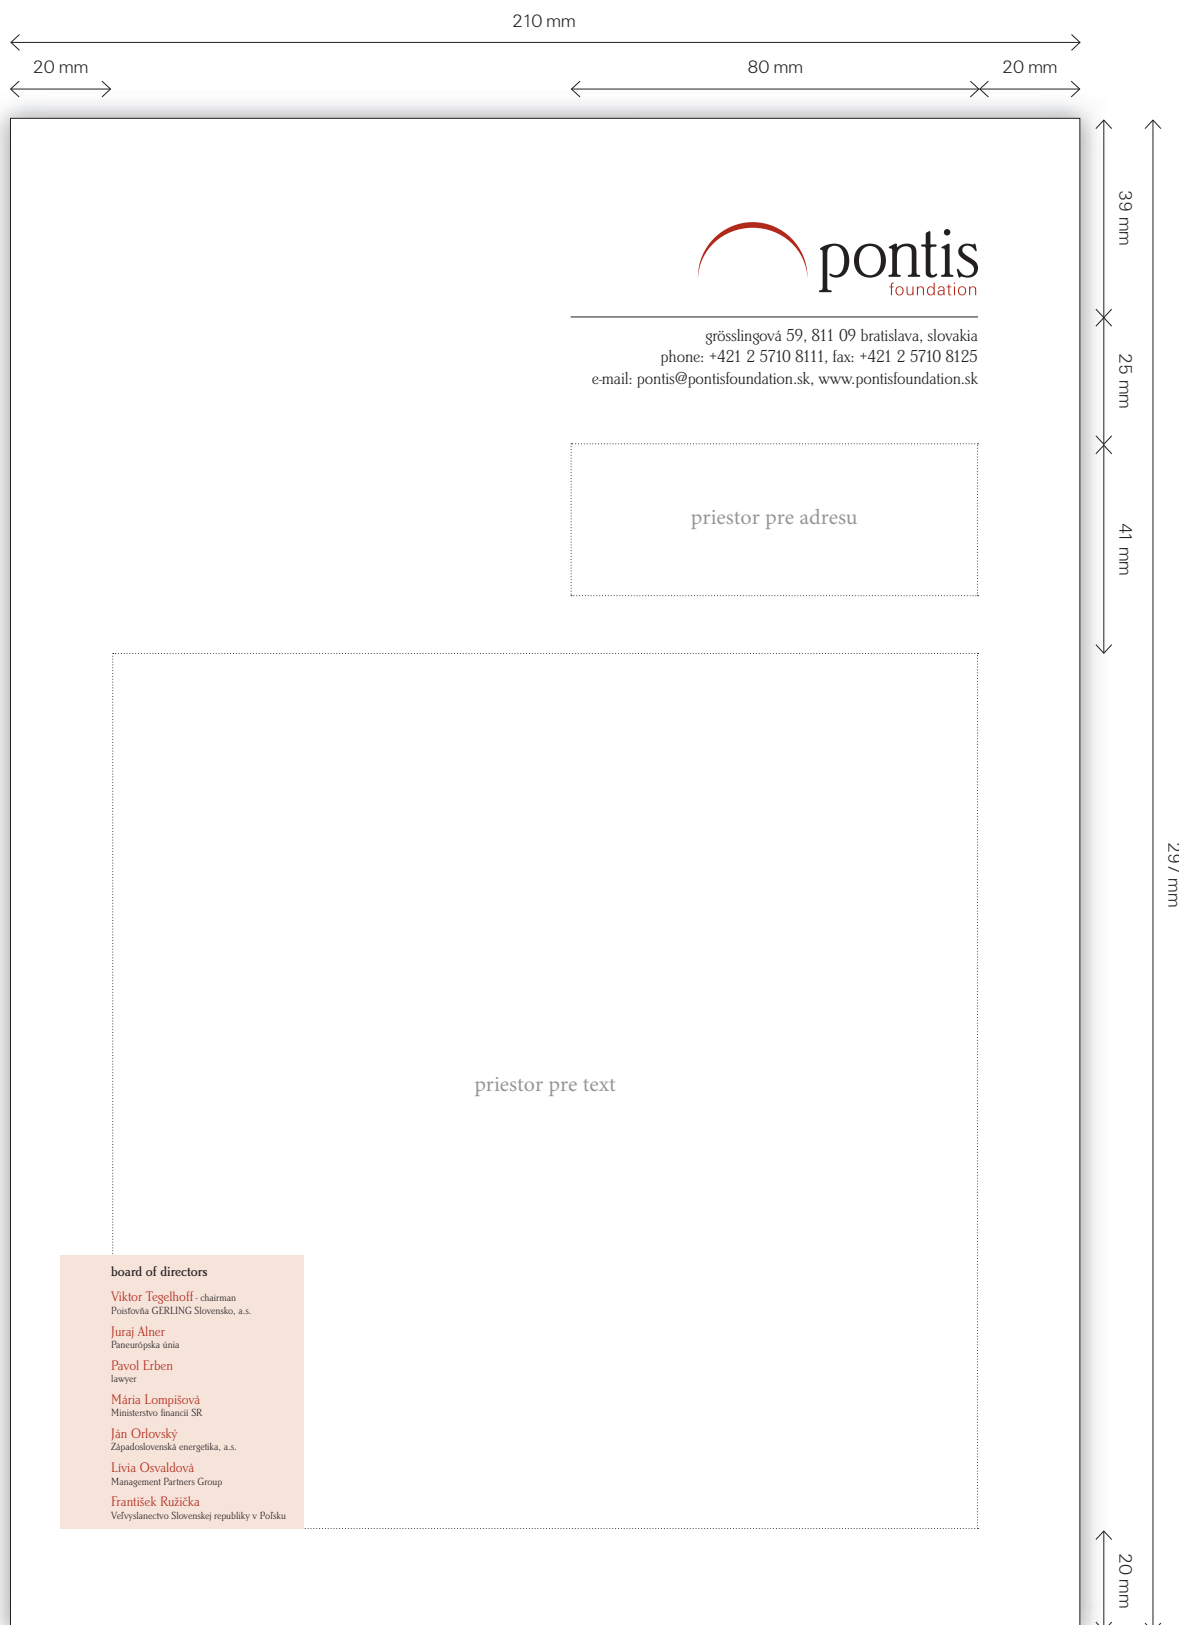 210 mm
20 mm
80 mm
20 mm
39 mm
pontis
foundation
grösslingová 59, 811 09 bratislava, slovakia
phone: +421 2 5710 8111, fax: +421 2 5710 8125
e-mail: pontis@pontisfoundation.sk, www.pontisfoundation.sk
25 mm
priestor pre adresu
41 mm
297 mm
priestor pre text
board of directors
Viktor Tegelhoff - chairman
Poisťovňa GERLING Slovensko, a.s.
Juraj Alner
Paneurópska únia
Pavol Erben
lawyer
Mária Lompišová
Ministerstvo financií SR
Ján Orlovský
Západoslovenská energetika, a.s.
Lívia Osvaldová
Management Partners Group
František Ružička
Veľvyslanectvo Slovenskej republiky v Poľsku
20 mm